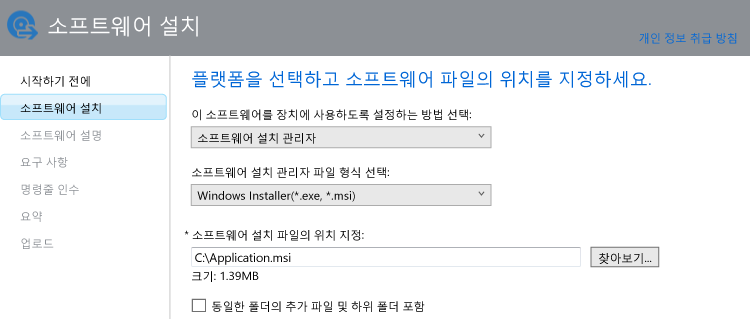 소프트웨어 설치
개인 정보 취급 방침
시작하기 전에
소프트웨어 설치
소프트웨어 설명
요구 사항
명령줄 인수
요약
업로드
플랫폼을 선택하고 소프트웨어 파일의 위치를 지정하세요.
이 소프트웨어를 장치에 사용하도록 설정하는 방법 선택:
소프트웨어 설치 관리자
소프트웨어 설치 관리자 파일 형식 선택:
Windows Installer(*.exe, *.msi)
* 소프트웨어 설치 파일의 위치 지정:
C:\Application.msi
찾아보기...
크기: 1.39MB
동일한 폴더의 추가 파일 및 하위 폴더 포함